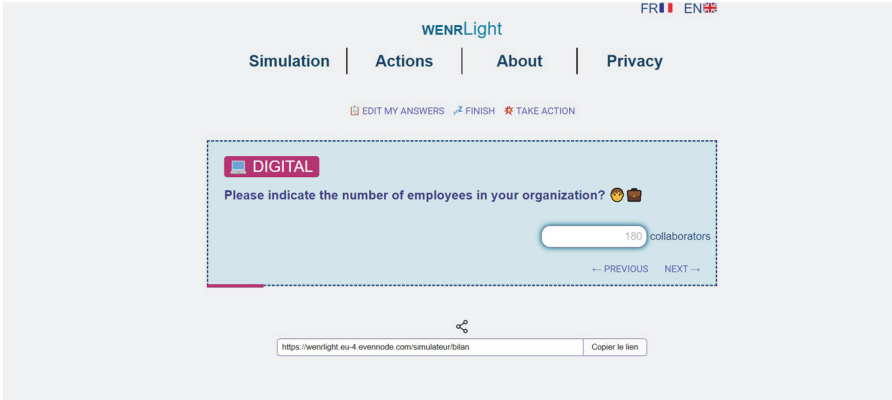 FR EN
WENRLight
Simulation Actions About Privacy
EDIT MY ANSWERS FINISH TAKE ACTION
DIGITAL
Please indicate the number of employees in your organization?
180 collaborators
← PREVIOUS NEXT →
https://wenrlight.eu-4.evennode.com/simulateur/bilan Copier le lien